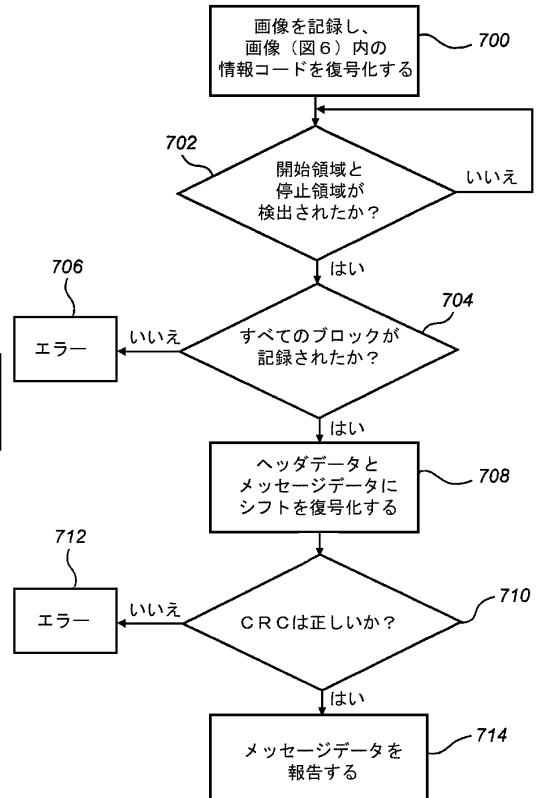 画像を記録し、
画像（図６）内の
情報コードを復号化する
700
702
開始領域と
停止領域が
検出されたか？
いいえ
はい
706
704
エラー
いいえ
すべてのブロックが
記録されたか？
はい
ヘッダデータと
メッセージデータに
シフトを復号化する
708
712
エラー
いいえ
ＣＲＣは正しいか？
710
はい
メッセージデータを
報告する
714